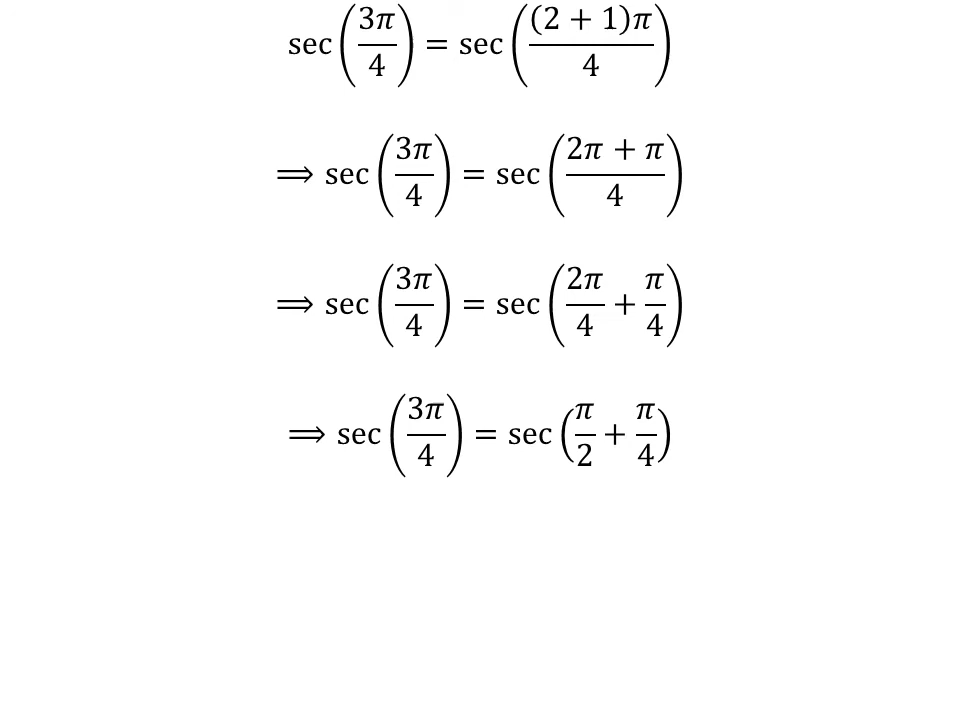 sec(3π/4) = sec((2 + 1)π/4)
⟹ sec(3π/4) = sec((2π + π)/4)
⟹ sec(3π/4) = sec(2π/4 + π/4)
⟹ sec(3π/4) = sec(π/2 + π/4)